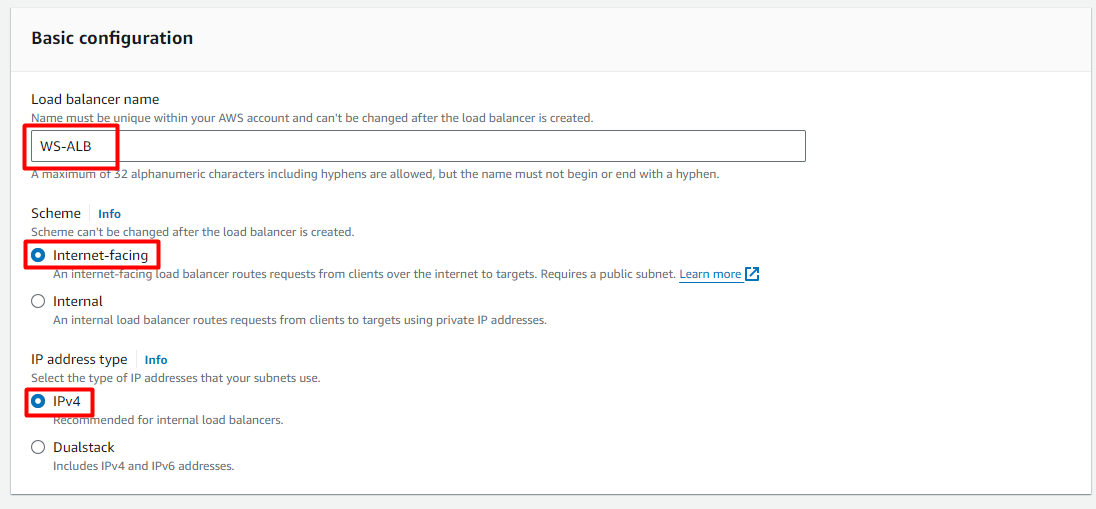 Basic configuration
Load balancer name
Name must be unique within your AWS account and can't be changed after the load balancer is created.
WS-ALB
A maximum of 32 alphanumeric characters including hyphens are allowed, but the name must not begin or end with a hyphen.
Scheme Info
Scheme can't be changed after the load balancer is created.
Internet-facing
An internet-facing load balancer routes requests from clients over the internet to targets. Requires a public subnet. Learn more
Internal
An internal load balancer routes requests from clients to targets using private IP addresses.
IP address type Info
Select the type of IP addresses that your subnets use.
IPv4
Recommended for internal load balancers.
Dualstack
Includes IPv4 and IPv6 addresses.